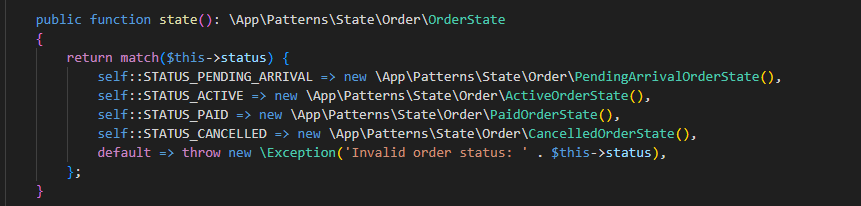 public function state(): \App\Patterns\State\Order\OrderState
{
    return match($this->status) {
        self::STATUS_PENDING_ARRIVAL => new \App\Patterns\State\Order\PendingArrivalOrderState(),
        self::STATUS_ACTIVE => new \App\Patterns\State\Order\ActiveOrderState(),
        self::STATUS_PAID => new \App\Patterns\State\Order\PaidOrderState(),
        self::STATUS_CANCELLED => new \App\Patterns\State\Order\CancelledOrderState(),
        default => throw new \Exception('Invalid order status: ' . $this->status),
    };
}